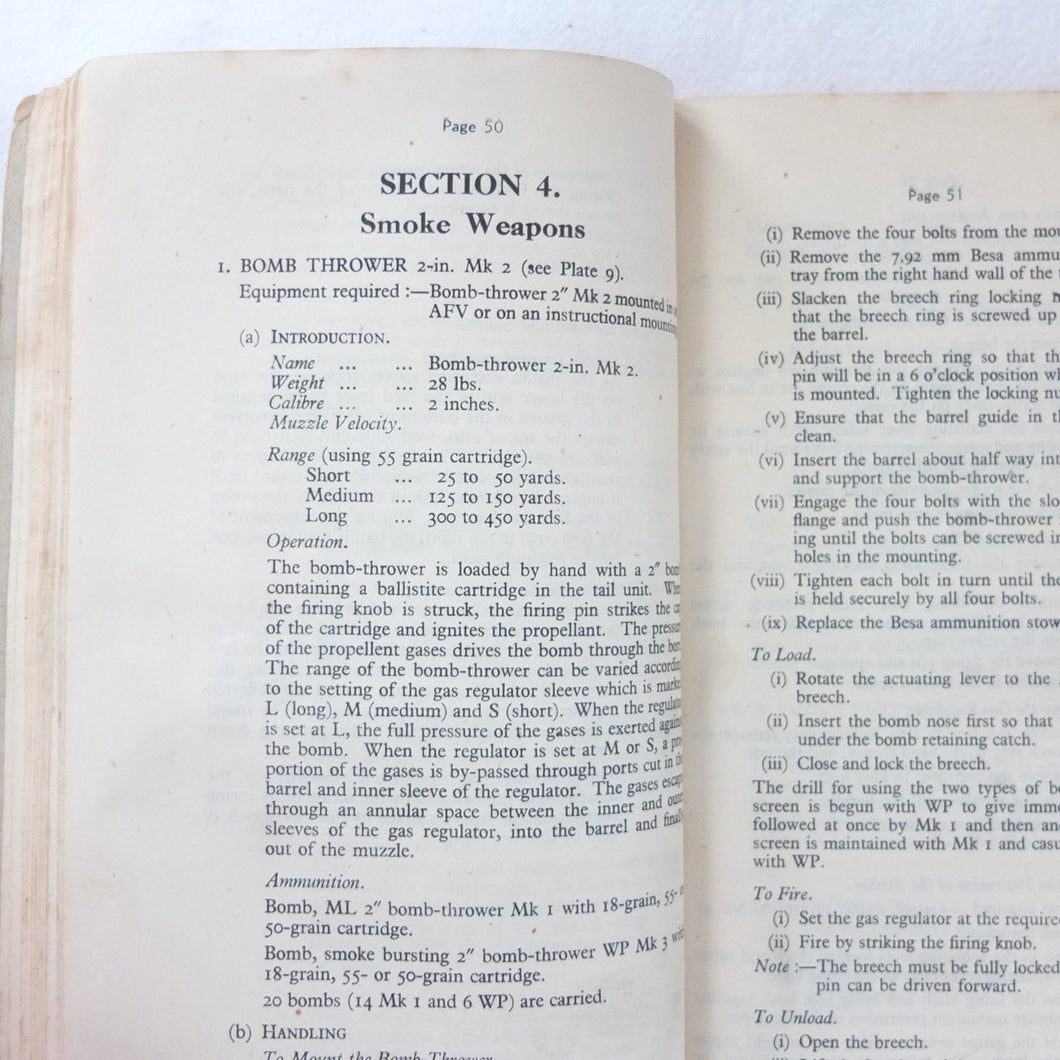 Page 50
SECTION 4.
Smoke Weapons
1. BOMB THROWER 2-in. Mk 2 (see Plate 9).
Equipment required :—Bomb-thrower 2″ Mk 2 mounted in
AFV or on an instructional mounting
(a) INTRODUCTION.
Name ... ... Bomb-thrower 2-in. Mk 2.
Weight ... ... 28 lbs.
Calibre ... ... 2 inches.
Muzzle Velocity.
Range (using 55 grain cartridge).
Short ... 25 to 50 yards.
Medium ... 125 to 150 yards.
Long ... 300 to 450 yards.
Operation.
The bomb-thrower is loaded by hand with a 2″ bomb
containing a ballistite cartridge in the tail unit. When
the firing knob is struck, the firing pin strikes the
of the cartridge and ignites the propellant. The pressure
of the propellent gases drives the bomb through the bore.
The range of the bomb-thrower can be varied according
to the setting of the gas regulator sleeve which is marked
L (long), M (medium) and S (short). When the regulator
is set at L, the full pressure of the gases is exerted against
the bomb. When the regulator is set at M or S, a pro-
portion of the gases is by-passed through ports cut in the
barrel and inner sleeve of the regulator. The gases escape
through an annular space between the inner and outer
sleeves of the gas regulator, into the barrel and finally
out of the muzzle.
Ammunition.
Bomb, ML 2″ bomb-thrower Mk 1 with 18-grain, 55- or
50-grain cartridge.
Bomb, smoke bursting 2″ bomb-thrower WP Mk 3 with
18-grain, 55- or 50-grain cartridge.
20 bombs (14 Mk 1 and 6 WP) are carried.
(b) HANDLING
To Mount the Bomb-Thrower.
Page 51
(i) Remove the four bolts from the
(ii) Remove the 7.92 mm Besa
tray from the right hand wall of the
(iii) Slacken the breech ring locking
that the breech ring is screwed up
the barrel.
(iv) Adjust the breech ring so that
pin will be in a 6 o'clock position
is mounted. Tighten the locking
(v) Ensure that the barrel guide in
clean.
(vi) Insert the barrel about half way
and support the bomb-thrower.
(vii) Engage the four bolts with the
flange and push the bomb-thrower
ing until the bolts can be screwed
holes in the mounting.
(viii) Tighten each bolt in turn until the
is held securely by all four bolts.
(ix) Replace the Besa ammunition
To Load.
(i) Rotate the actuating lever to the
breech.
(ii) Insert the bomb nose first so that
under the bomb retaining catch.
(iii) Close and lock the breech.
The drill for using the two types of
screen is begun with WP to give
followed at once by Mk 1 and then
screen is maintained with Mk 1 and
with WP.
To Fire.
(i) Set the gas regulator at the required
(ii) Fire by striking the firing knob.
Note :—The breech must be fully locked
pin can be driven forward.
To Unload.
(i) Open the breech.